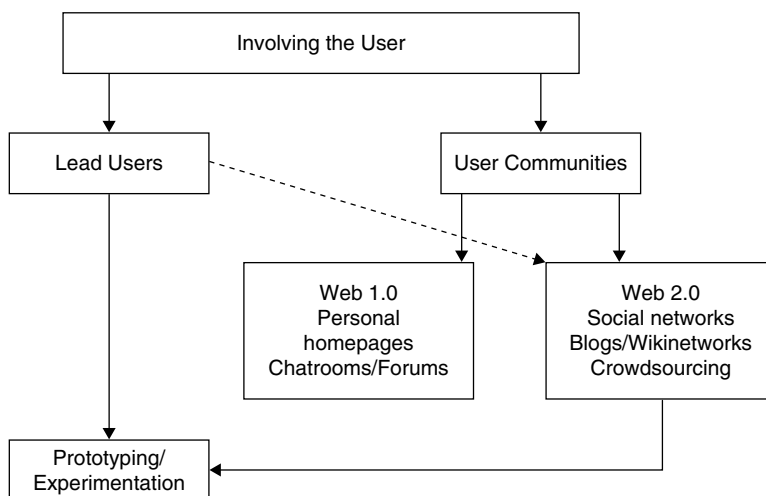 Involving the User
Lead Users
User Communities
Web 1.0
Personal
homepages
Chatrooms/Forums
Web 2.0
Social networks
Blogs/Wikinetworks
Crowdsourcing
Prototyping/
Experimentation